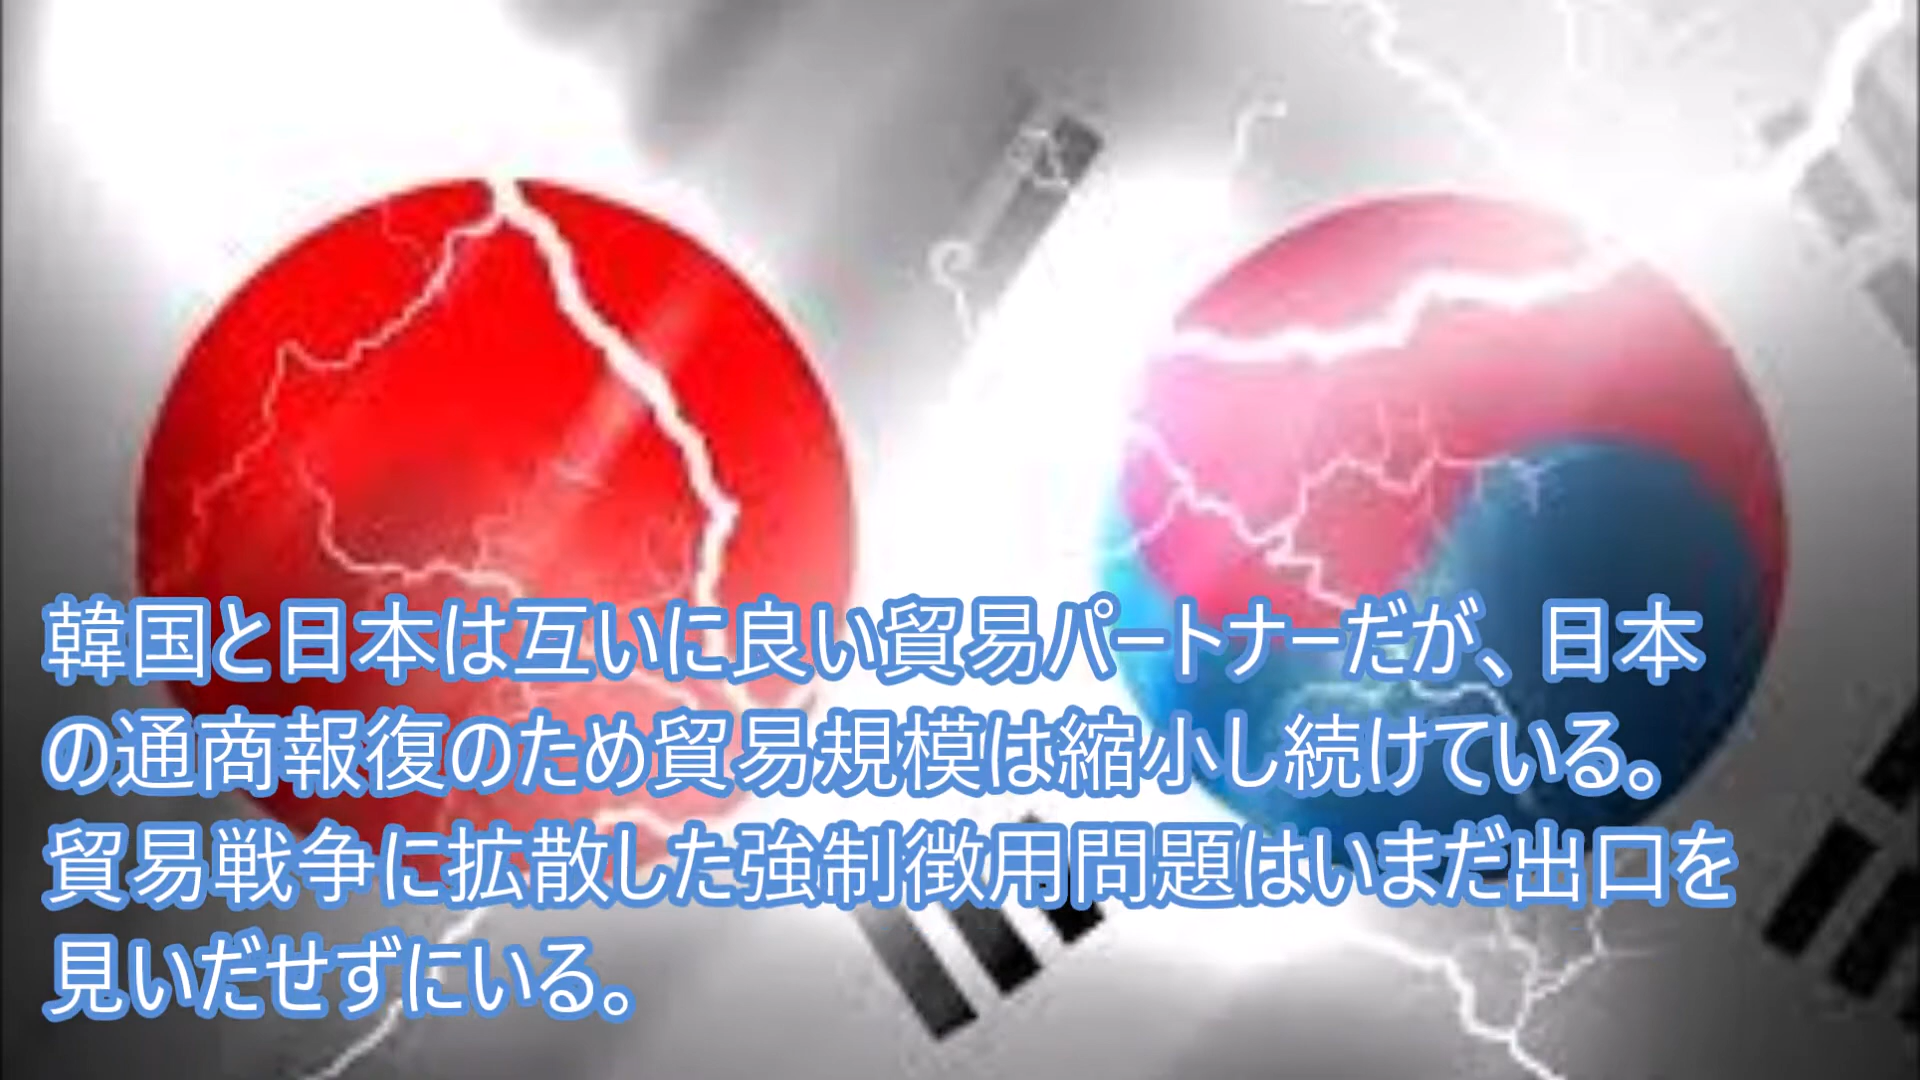 韓国と日本は互いに良い貿易パートナーだが、日本
の通商報復のため貿易規模は縮小し続けている。
貿易戦争に拡散した強制徴用問題はいまだ出口を
見いだせずにいる。